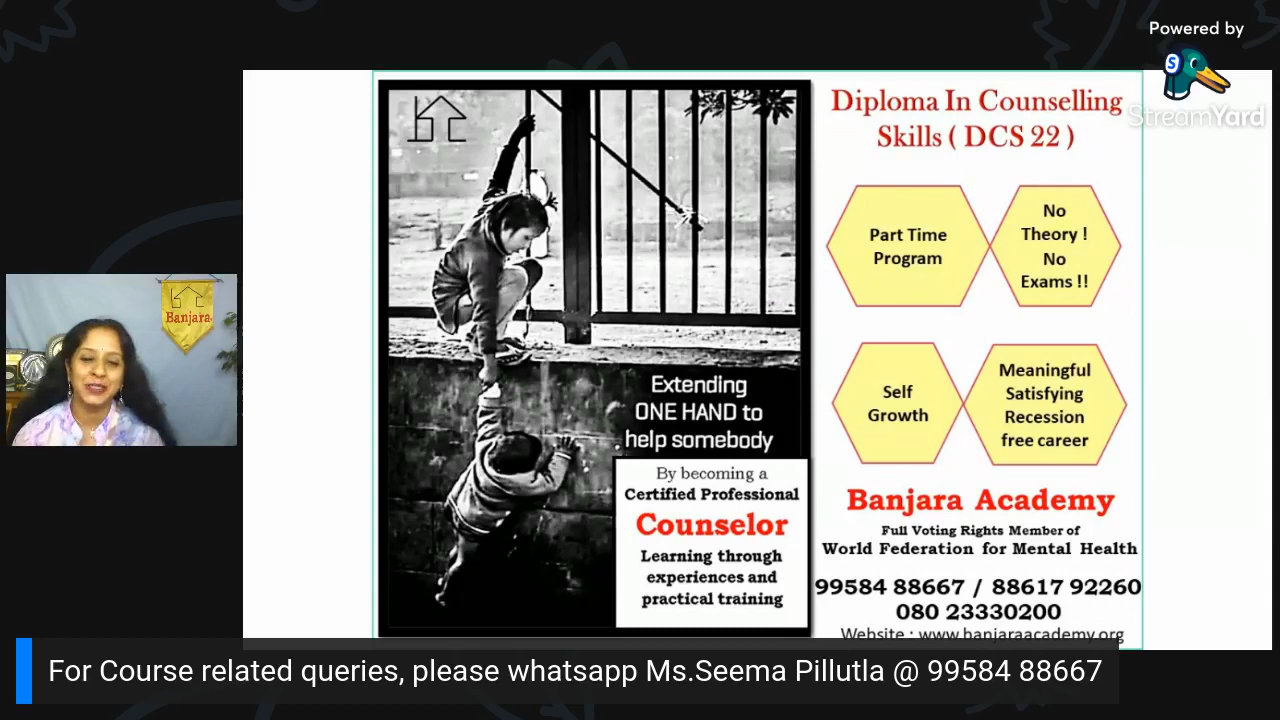 Powered by
StreamYard
Diploma In Counselling
Skills ( DCS 22 )
Part Time
Program
No
Theory !
No
Exams !!
Self
Growth
Meaningful
Satisfying
Recession
free career
Extending
ONE HAND to
help somebody
By becoming a
Certified Professional
Counselor
Learning through
experiences and
practical training
Banjara Academy
Full Voting Rights Member of
World Federation for Mental Health
99584 88667 / 88617 92260
080 23330200
Website : www.banjaraacademy.org
Banjara
For Course related queries, please whatsapp Ms.Seema Pillutla @ 99584 88667